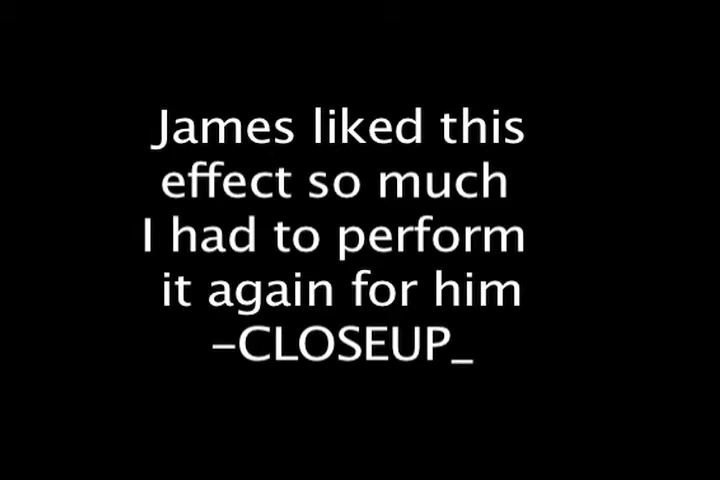 James liked this
effect so much
I had to perform
it again for him
-CLOSEUP_